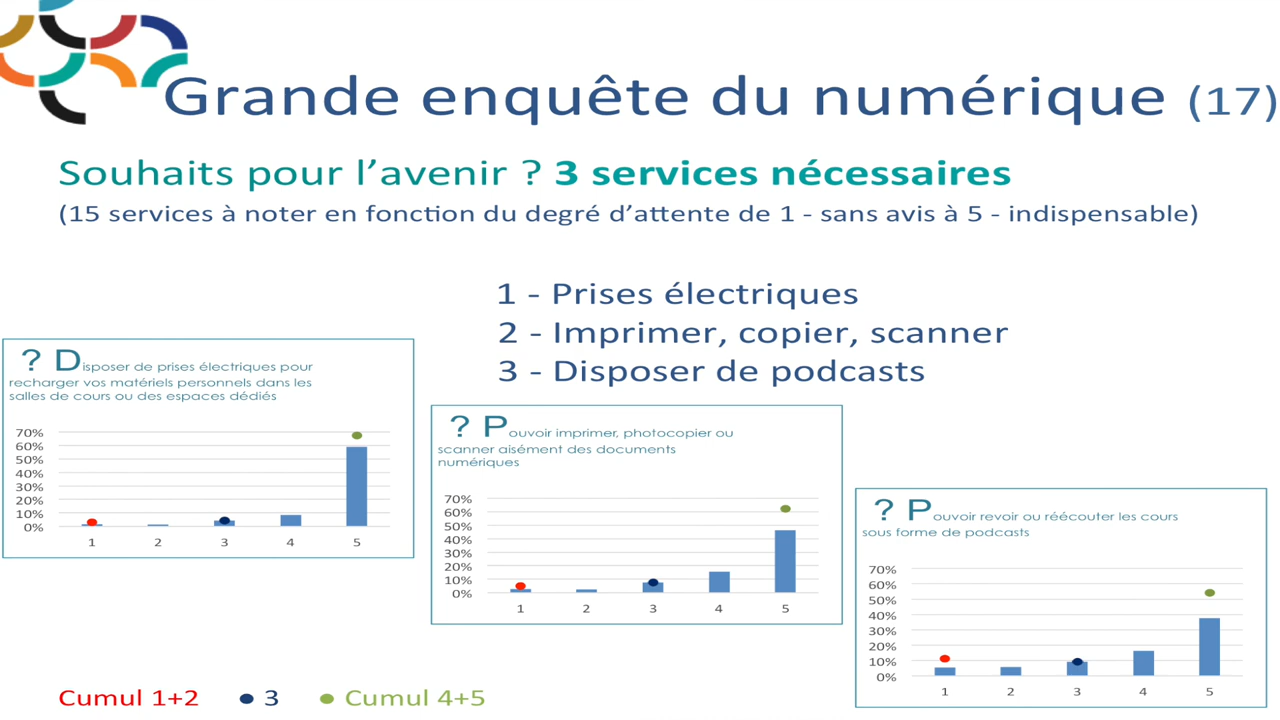 Grande enquête du numérique (17)
Souhaits pour l’avenir ? 3 services nécessaires
(15 services à noter en fonction du degré d’attente de 1 - sans avis à 5 - indispensable)
1 - Prises électriques
2 - Imprimer, copier, scanner
3 - Disposer de podcasts
? Disposer de prises électriques pour
recharger vos matériels personnels dans les
salles de cours ou des espaces dédiés
70%
60%
50%
40%
30%
20%
10%
0%
1 2 3 4 5
? Pouvoir imprimer, photocopier ou
scanner aisément des documents
numériques
70%
60%
50%
40%
30%
20%
10%
0%
1 2 3 4 5
? Pouvoir revoir ou réécouter les cours
sous forme de podcasts
70%
60%
50%
40%
30%
20%
10%
0%
1 2 3 4 5
Cumul 1+2 ● 3 ● Cumul 4+5